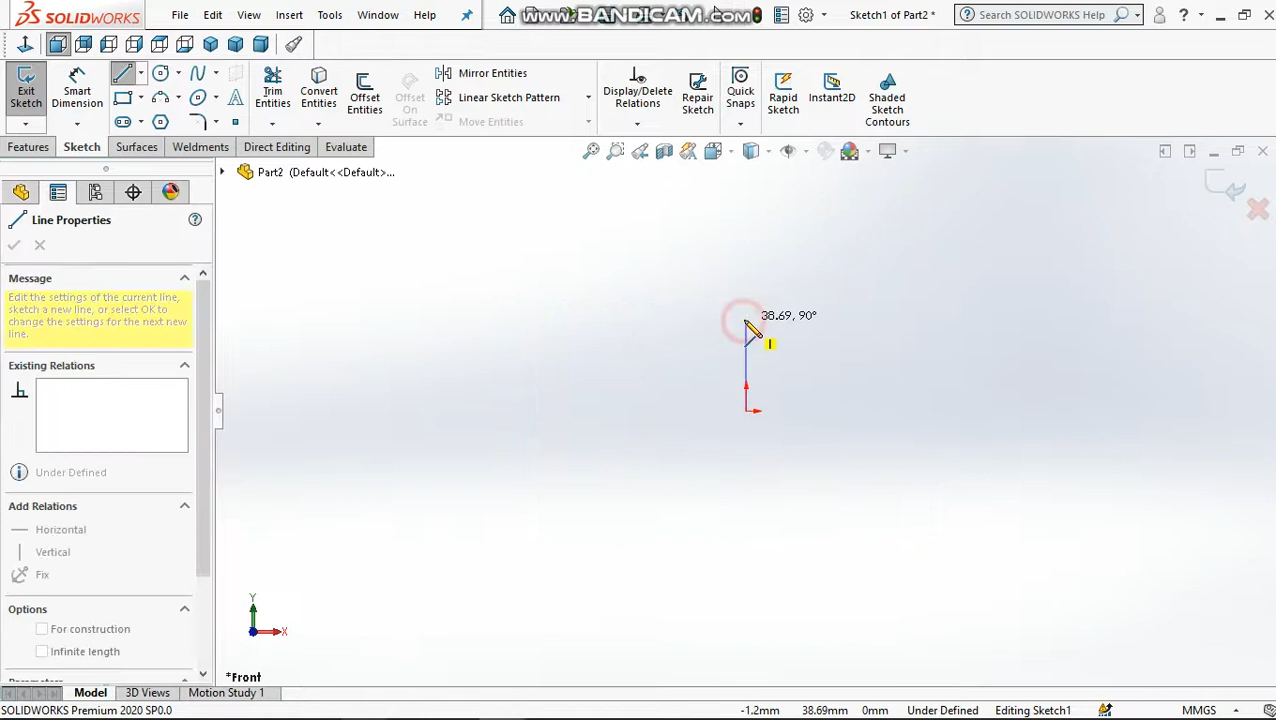 SOLIDWORKS File Edit View Insert Tools Window Help www.BANDICAM.com Sketch1 of Part2 * Search SOLIDWORKS Help ?
Exit Sketch
Smart Dimension
Trim Entities
Convert Entities
Offset Entities
Offset On Surface
Mirror Entities
Linear Sketch Pattern
Move Entities
Display/Delete Relations
Repair Sketch
Quick Snaps
Rapid Sketch
Instant2D
Shaded Sketch Contours
Features Sketch Surfaces Weldments Direct Editing Evaluate
Part2 (Default<<Default>...
Line Properties
Message
Edit the settings of the current line,
sketch a new line, or select OK to
change the settings for the next new
line.
Existing Relations
Under Defined
Add Relations
Horizontal
Vertical
Fix
Options
For construction
Infinite length
38.69, 90°
Y
X
*Front
Model 3D Views Motion Study 1
SOLIDWORKS Premium 2020 SP0.0 -1.2mm 38.69mm 0mm Under Defined Editing Sketch1 MMGS